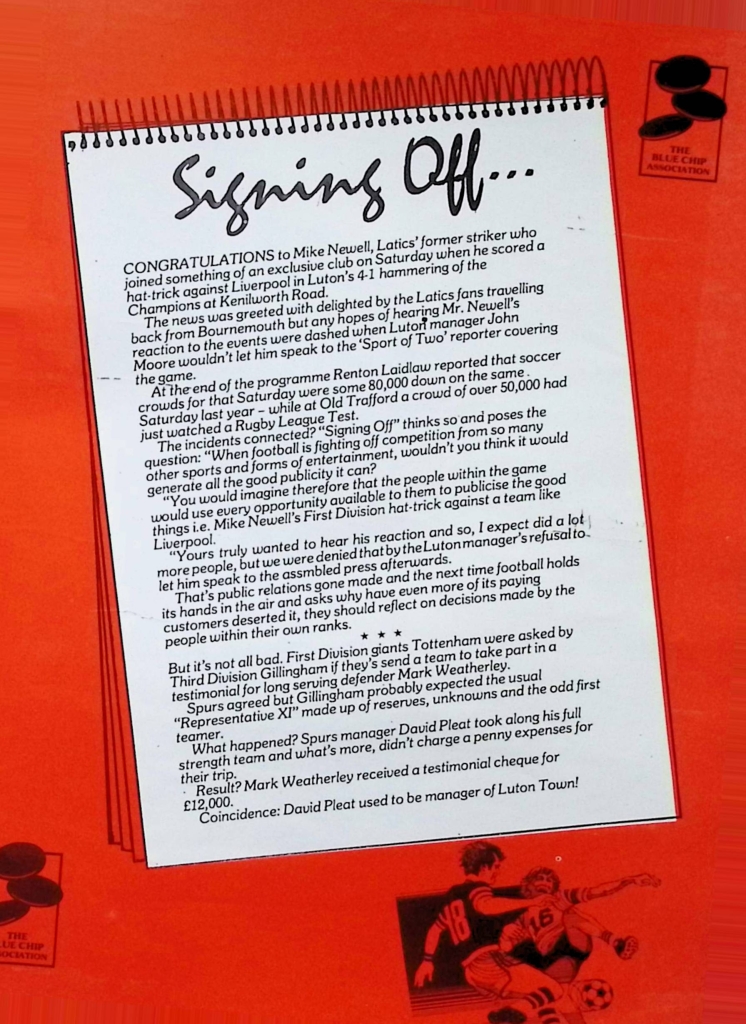 THE
BLUE CHIP
ASSOCIATION
Signing Off...
CONGRATULATIONS to Mike Newell, Latics' former striker who
joined something of an exclusive club on Saturday when he scored a
hat-trick against Liverpool in Luton's 4-1 hammering of the
Champions at Kenilworth Road.
The news was greeted with delighted by the Latics fans travelling
back from Bournemouth but any hopes of hearing Mr. Newell's
reaction to the events were dashed when Luton manager John
Moore wouldn't let him speak to the 'Sport of Two' reporter covering
the game.
At the end of the programme Renton Laidlaw reported that soccer
crowds for that Saturday were some 80,000 down on the same
Saturday last year – while at Old Trafford a crowd of over 50,000 had
just watched a Rugby League Test.
The incidents connected? "Signing Off" thinks so and poses the
question: "When football is fighting off competition from so many
other sports and forms of entertainment, wouldn't you think it would
generate all the good publicity it can?
"You would imagine therefore that the people within the game
would use every opportunity available to them to publicise the good
things i.e. Mike Newell's First Division hat-trick against a team like
Liverpool.
"Yours truly wanted to hear his reaction and so, I expect did a lot
more people, but we were denied that by the Luton manager's refusal to
let him speak to the assmbled press afterwards.
That's public relations gone made and the next time football holds
its hands in the air and asks why have even more of its paying
customers deserted it, they should reflect on decisions made by the
people within their own ranks.
★ ★ ★
But it's not all bad. First Division giants Tottenham were asked by
Third Division Gillingham if they's send a team to take part in a
testimonial for long serving defender Mark Weatherley.
Spurs agreed but Gillingham probably expected the usual
"Representative XI" made up of reserves, unknowns and the odd first
teamer.
What happened? Spurs manager David Pleat took along his full
strength team and what's more, didn't charge a penny expenses for
their trip.
Result? Mark Weatherley received a testimonial cheque for
£12,000.
Coincidence: David Pleat used to be manager of Luton Town!
18
16
THE
LUE CHIP
OCIATION